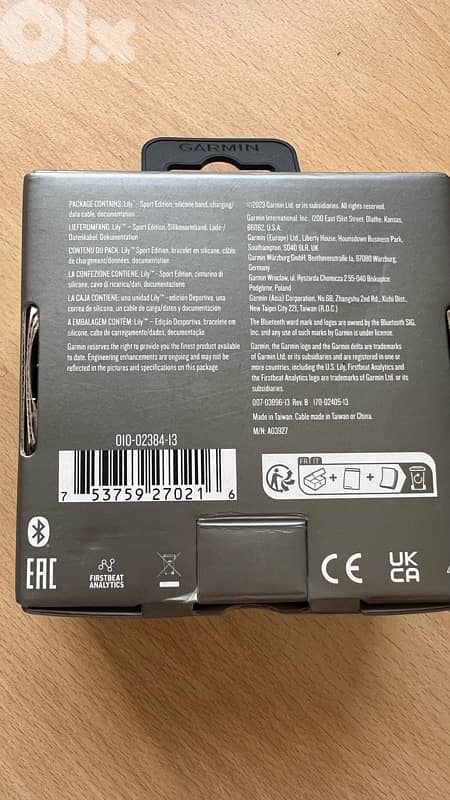 OLX
GARMIN
PACKAGE CONTAINS: Lily™ - Sport Edition, silicone band, charging/
data cable, documentation
LIEFERUMFANG: Lily™ – Sport Edition, Silikonarmband, Lade-/
Datenkabel, Dokumentation
CONTENU DU PACK: Lily™ Sport Edition, bracelet en silicone, câble
de chargement/données, documentation
LA CONFEZIONE CONTIENE: Lily™ – Sport Edition, cinturino di
silicone, cavo di ricarica/dati, documentazione
LA CAJA CONTIENE: una unidad Lily™ – edición Deportiva, una
correa de silicona, un cable de carga/datos y documentación
A EMBALAGEM CONTÉM: Lily™ – Edição Desportiva, bracelete em
silicone, cabo de carregamento/dados, documentação
Garmin reserves the right to provide you the finest product available
to date. Engineering enhancements are ongoing and may not be
reflected in the pictures and specifications on this package.
©2023 Garmin Ltd. or its subsidiaries. All rights reserved.
Garmin International, Inc., 1200 East 151st Street, Olathe, Kansas,
66062, U.S.A.
Garmin (Europe) Ltd., Liberty House, Hounsdown Business Park,
Southampton, SO40 9LR, UK
Garmin Würzburg GmbH, Beethovenstraße 1a, 97080 Würzburg,
Germany
Garmin Wrocław, ul. Ryszarda Chomicza 2 55-040 Biskupice
Podgórne, Poland
Garmin (Asia) Corporation, No.68, Zhangshu 2nd Rd., Xizhi Dist.,
New Taipei City 221, Taiwan (R.O.C.)
The Bluetooth word mark and logos are owned by the Bluetooth SIG,
Inc. and any use of such marks by Garmin is under license.
Garmin, the Garmin logo and the Garmin delta are trademarks
of Garmin Ltd. or its subsidiaries and are registered in one or
more countries, including the U.S. Lily, Firstbeat Analytics and
the Firstbeat Analytics logo are trademarks of Garmin Ltd. or
its subsidiaries.
007-03B96-13 Rev. B 170-02405-13
Made in Taiwan. Cable made in Taiwan or China.
M/N: A03927
010-02384-13
7 53759 27021 6
FR IT
EAC
FIRSTBEAT
ANALYTICS
CE
UK
CA